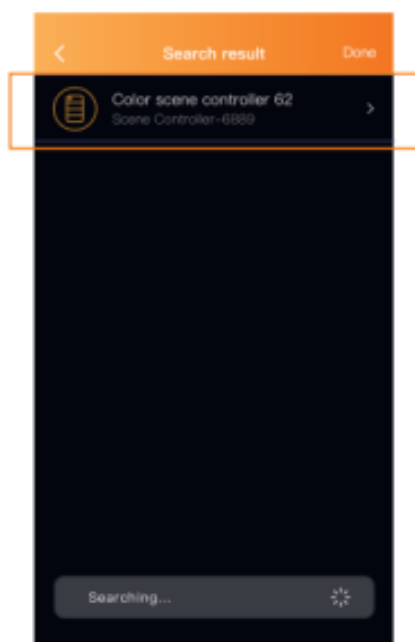 Search result Done
Color scene controller 62
Scene Controller-6889
Searching...